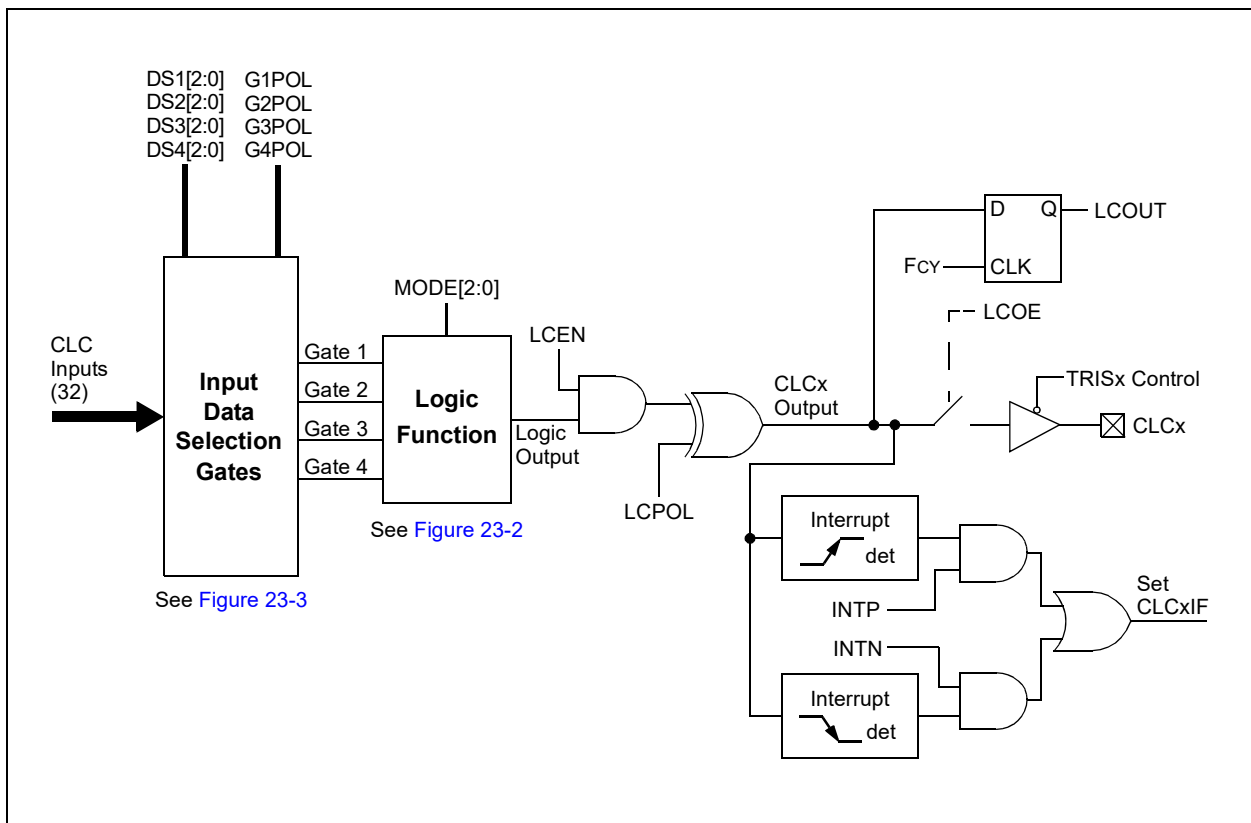 DS1[2:0] G1POL
DS2[2:0] G2POL
DS3[2:0] G3POL
DS4[2:0] G4POL
D Q LCOUT
FCY CLK
MODE[2:0]
LCOE
LCEN
CLC
Inputs
(32)
Input
Data
Selection
Gates
Gate 1
Gate 2
Gate 3
Gate 4
Logic
Function
Logic
Output
CLCx
Output
TRISx Control
CLCx
LCPOL
See Figure 23-2
See Figure 23-3
Interrupt
det
INTP
INTN
Interrupt
det
Set
CLCxIF